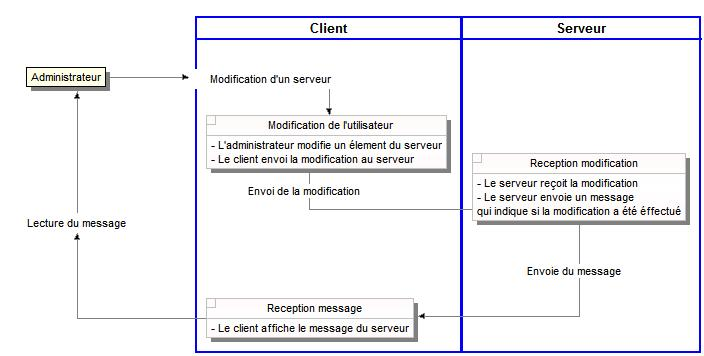 Client
Serveur
Administrateur
Modification d'un serveur
Modification de l'utilisateur
- L'administrateur modifie un élement du serveur
- Le client envoi la modification au serveur
Envoi de la modification
Reception modification
- Le serveur reçoit la modification
- Le serveur envoie un message
qui indique si la modification a été éffectué
Lecture du message
Envoie du message
Reception message
- Le client affiche le message du serveur